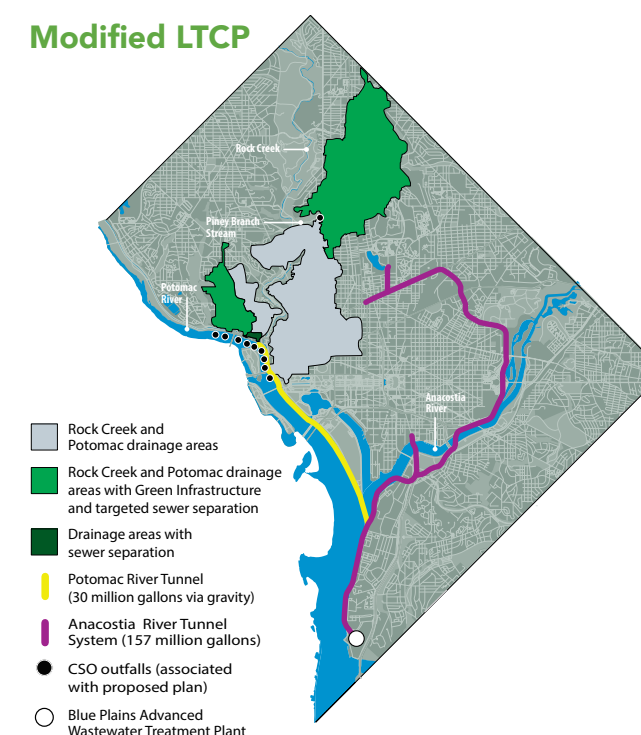 Modified LTCP
Rock Creek
Piney Branch
Stream
Potomac
River
Anacostia
River
Rock Creek and
Potomac drainage areas
Rock Creek and Potomac drainage
areas with Green Infrastructure
and targeted sewer separation
Drainage areas with
sewer separation
Potomac River Tunnel
(30 million gallons via gravity)
Anacostia River Tunnel
System (157 million gallons)
CSO outfalls (associated
with proposed plan)
Blue Plains Advanced
Wastewater Treatment Plant